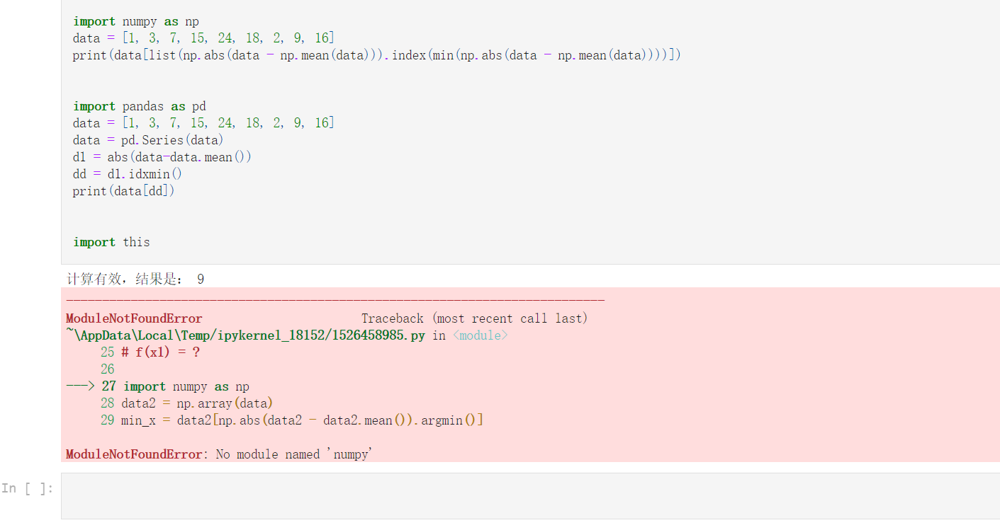 import numpy as np
data = [1, 3, 7, 15, 24, 18, 2, 9, 16]
print(data[list(np.abs(data - np.mean(data))).index(min(np.abs(data - np.mean(data))))])
import pandas as pd
data = [1, 3, 7, 15, 24, 18, 2, 9, 16]
data = pd.Series(data)
d1 = abs(data-data.mean())
dd = d1.idxmin()
print(data[dd])
import this
计算有效，结果是： 9
---------------------------------------------------------------------------
ModuleNotFoundError                       Traceback (most recent call last)
~\AppData\Local\Temp/ipykernel_18152/1526458985.py in <module>
     25 # f(x1) = ?
     26
---> 27 import numpy as np
     28 data2 = np.array(data)
     29 min_x = data2[np.abs(data2 - data2.mean()).argmin()]
ModuleNotFoundError: No module named 'numpy'
In [ ]: